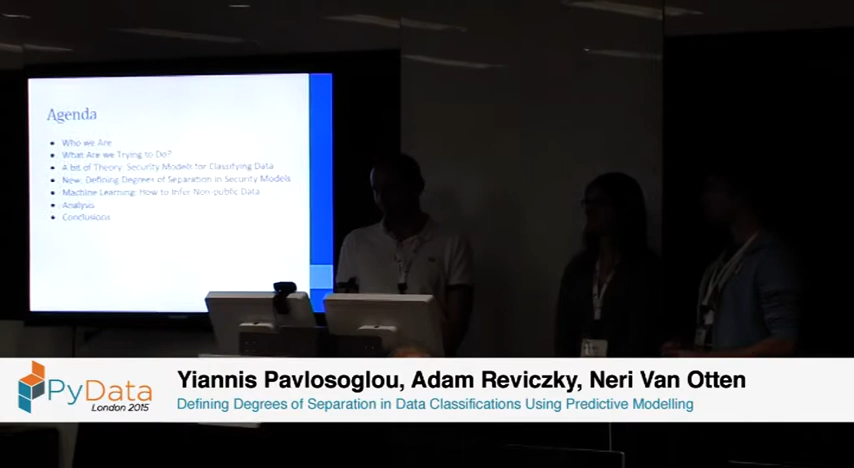 Agenda
• Who we Are
• What Are we Trying to Do?
• A bit of Theory: Security Models for Classifying Data
• New: Defining Degrees of Separation in Security Models
• Machine Learning: How to Infer Non-public Data
• Analysis
• Conclusions
Yiannis Pavlosoglou, Adam Reviczky, Neri Van Otten
PyData
London 2015
Defining Degrees of Separation in Data Classifications Using Predictive Modelling